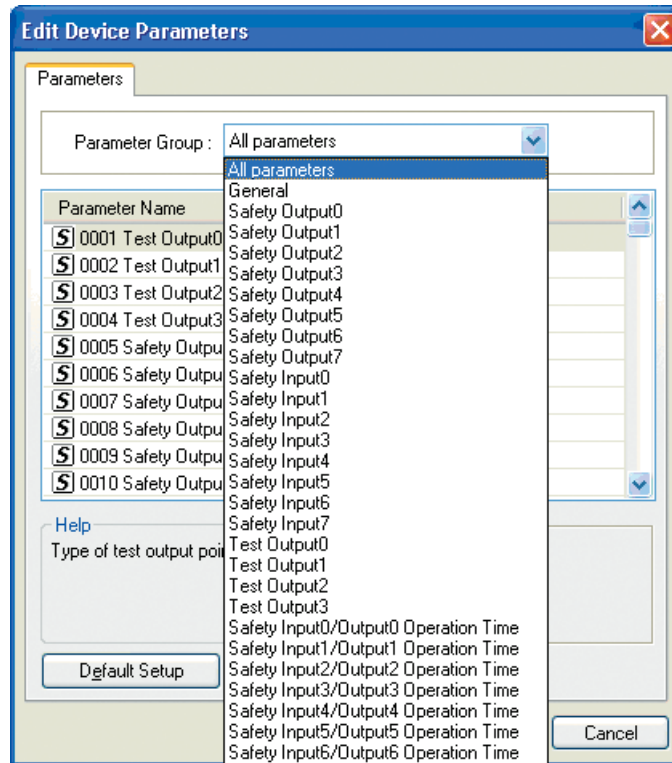 Edit Device Parameters
Parameters
Parameter Group : All parameters
All parameters
General
Safety Output0
Safety Output1
Safety Output2
Safety Output3
Safety Output4
Safety Output5
Safety Output6
Safety Output7
Safety Input0
Safety Input1
Safety Input2
Safety Input3
Safety Input4
Safety Input5
Safety Input6
Safety Input7
Test Output0
Test Output1
Test Output2
Test Output3
Safety Input0/Output0 Operation Time
Safety Input1/Output1 Operation Time
Safety Input2/Output2 Operation Time
Safety Input3/Output3 Operation Time
Safety Input4/Output4 Operation Time
Safety Input5/Output5 Operation Time
Safety Input6/Output6 Operation Time
Parameter Name
S 0001 Test Output0
S 0002 Test Output1
S 0003 Test Output2
S 0004 Test Output3
S 0005 Safety Outpu
S 0006 Safety Outpu
S 0007 Safety Outpu
S 0008 Safety Outpu
S 0009 Safety Outpu
S 0010 Safety Outpu
Help
Type of test output poi
Default Setup
Cancel